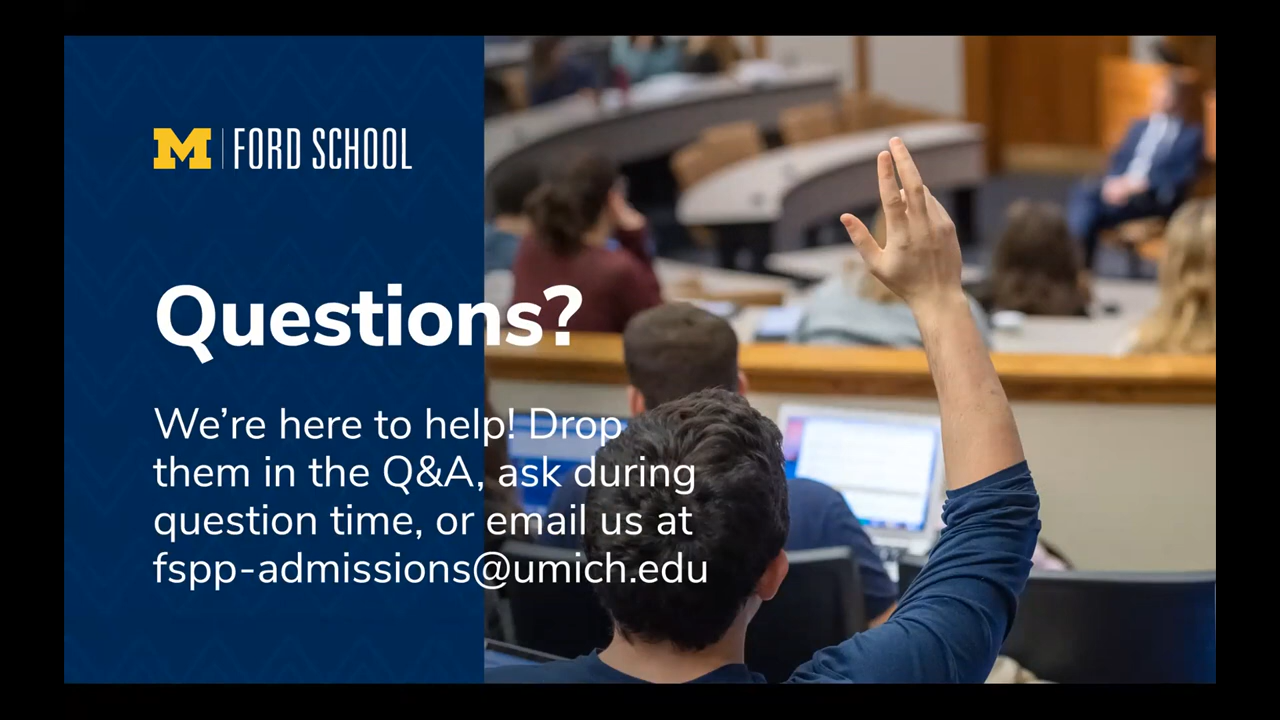 M | FORD SCHOOL
Questions?
We’re here to help! Drop
them in the Q&A, ask during
question time, or email us at
fspp-admissions@umich.edu